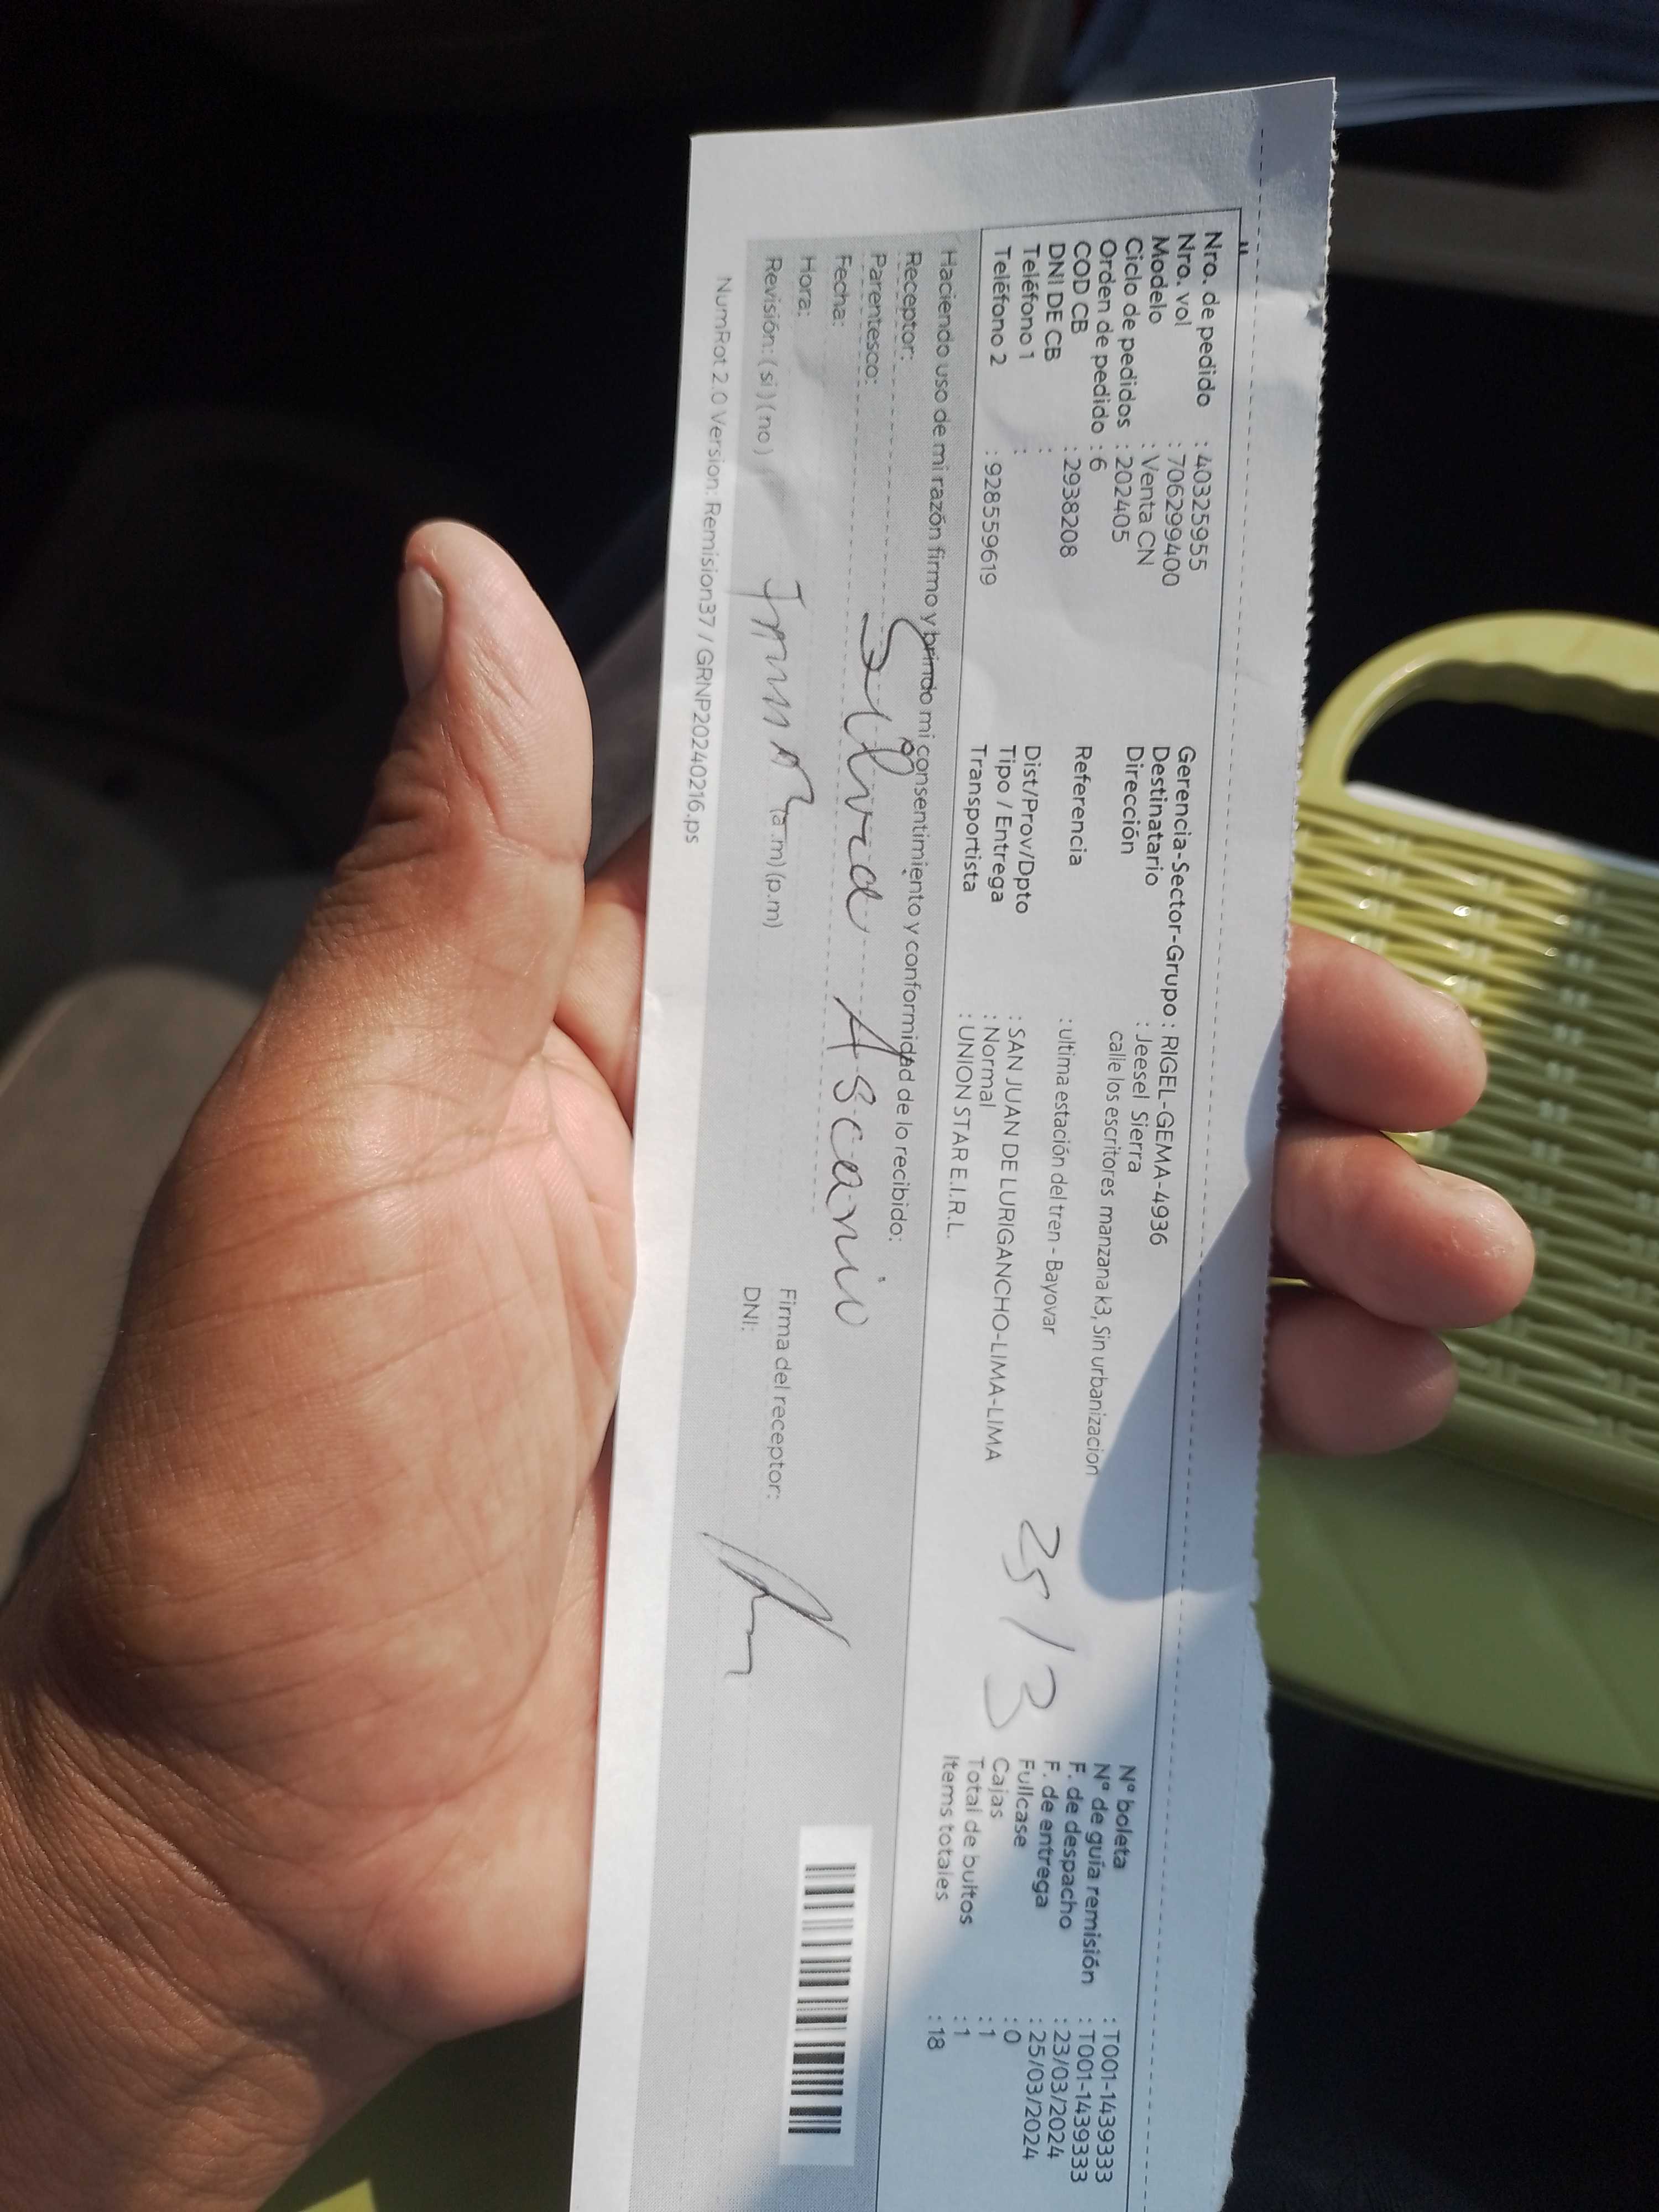 Nro. de pedido : 40325955
Nro. vol : 706299400
Modelo : Venta CN
Ciclo de pedidos : 202405
Orden de pedido : 6
COD CB : 2938208
DNI DE CB :
Teléfono 1 :
Teléfono 2 : 928559619
Gerencia-Sector-Grupo : RIGEL-GEMA-4936
Destinatario : Jeesel Sierra
Dirección calle los escritores manzana k3, Sin urbanizacion
Referencia : ultima estación del tren - Bayovar
Dist/Prov/Dpto : SAN JUAN DE LURIGANCHO-LIMA-LIMA
Tipo / Entrega : Normal
Transportista : UNION STAR E.I.R.L.
25/3
N° boleta : T001-1439333
N° de guía remisión : T001-1439333
F. de despacho : 23/03/2024
F. de entrega : 25/03/2024
Fullcase : 0
Cajas : 1
Total de bultos : 1
Items totales : 18
Haciendo uso de mi razón firmo y brindo mi consentimiento y conformidad de lo recibido:
Receptor:
Parentesco:
Silvia Ascanio
Fecha:
Hora: (a.m) (p.m)
Revisión: ( si ) ( no )
Firma del receptor:
DNI:
NumRot 2.0 Version: Remision37 / GRNP20240216.ps